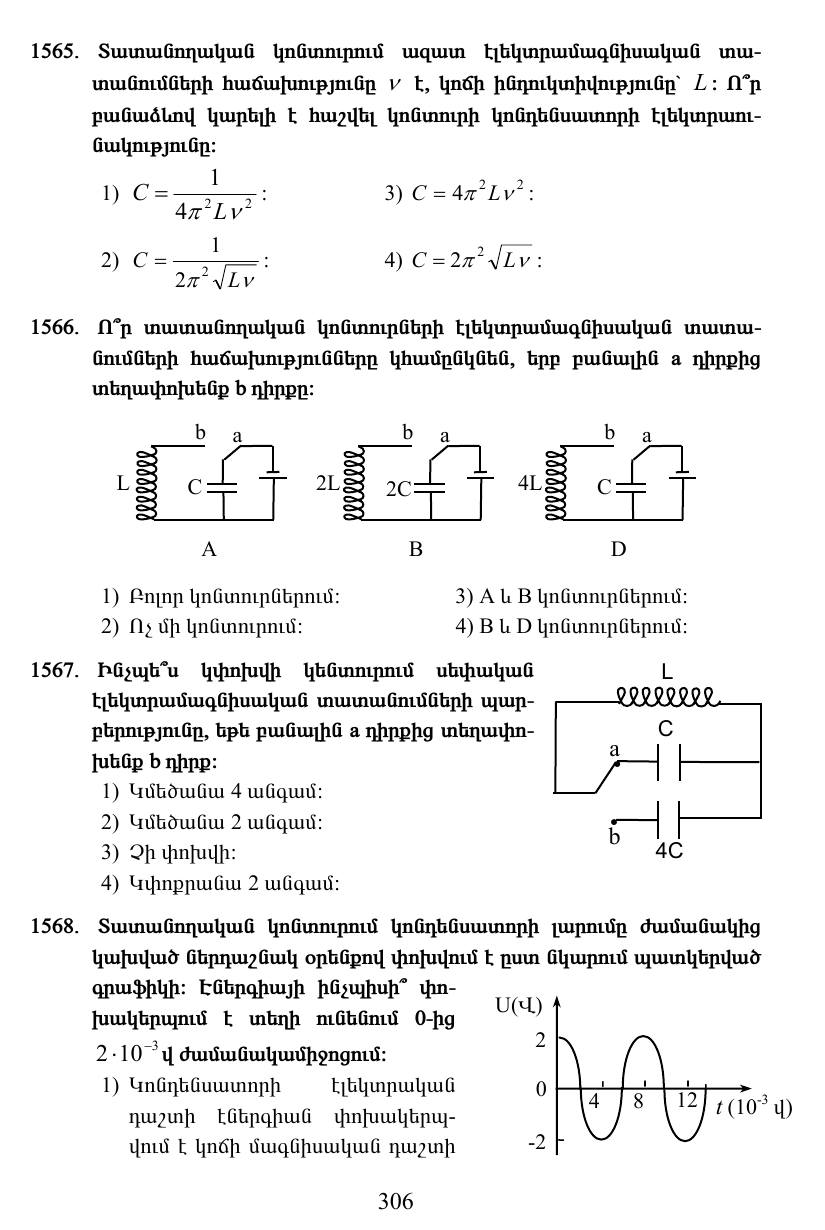 1565. Տատանողական կոնտուրում ազատ էլեկտրամագնիսական տա-
տանումների հաճախությունը ν է, կոճի ինդուկտիվությունը` L: Ո՞ր
բանաձևով կարելի է հաշվել կոնտուրի կոնդենսատորի էլեկտրաու-
նակությունը:
1) C = 1/(4π²Lν²):
3) C = 4π²Lν²:
2) C = 1/(2π²√(Lν)):
4) C = 2π²√(Lν):
1566. Ո՞ր տատանողական կոնտուրների էլեկտրամագնիսական տատա-
նումների հաճախությունները կհամընկնեն, երբ բանալին a դիրքից
տեղափոխենք b դիրքը:
b a b a b a
L C 2L 2C 4L C
A B D
1) Բոլոր կոնտուրներում:
3) A և B կոնտուրներում:
2) Ոչ մի կոնտուրում:
4) B և D կոնտուրներում:
1567. Ինչպե՞ս կփոխվի կենտուրում սեփական
էլեկտրամագնիսական տատանումների պար-
բերությունը, եթե բանալին a դիրքից տեղափո-
խենք b դիրք:
1) Կմեծանա 4 անգամ:
2) Կմեծանա 2 անգամ:
3) Չի փոխվի:
4) Կփոքրանա 2 անգամ:
L
C
a
b
4C
1568. Տատանողական կոնտուրում կոնդենսատորի լարումը ժամանակից
կախված ներդաշնակ օրենքով փոխվում է ըստ նկարում պատկերված
գրաֆիկի: Էներգիայի ինչպիսի՞ փո-
խակերպում է տեղի ունենում 0-ից
2·10⁻³ վ ժամանակամիջոցում:
1) Կոնդենսատորի էլեկտրական
դաշտի էներգիան փոխակերպ-
վում է կոճի մագնիսական դաշտի
U(Վ)
2
0
4 8 12 t (10⁻³ վ)
-2
306